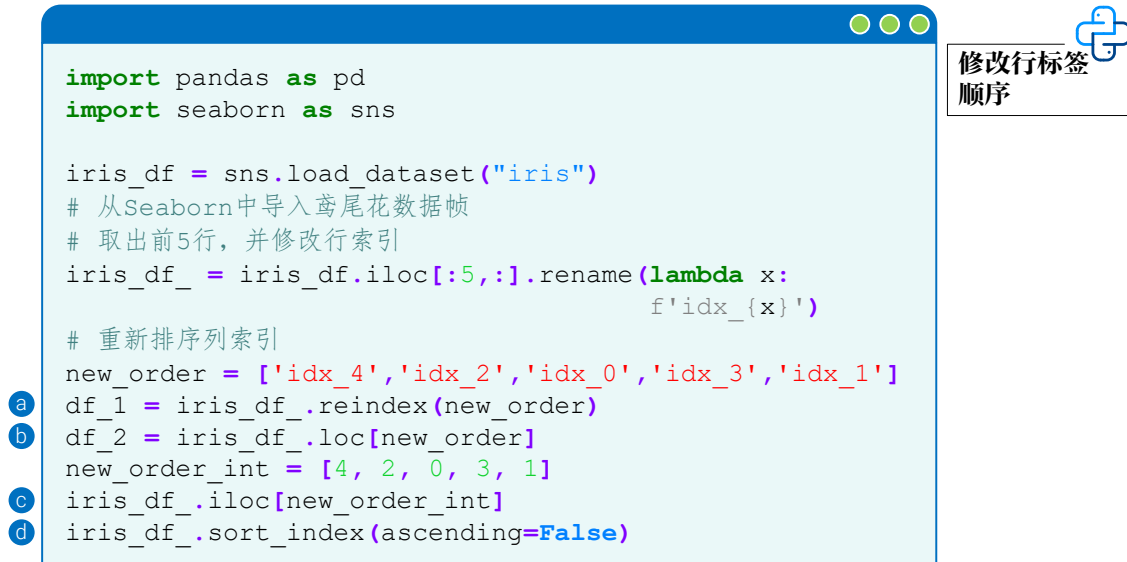 修改行标签
顺序
import pandas as pd
import seaborn as sns
iris_df = sns.load_dataset("iris")
# 从Seaborn中导入鸢尾花数据帧
# 取出前5行，并修改行索引
iris_df_ = iris_df.iloc[:5,:].rename(lambda x:
f'idx_{x}')
# 重新排序列索引
new_order = ['idx_4','idx_2','idx_0','idx_3','idx_1']
a df_1 = iris_df_.reindex(new_order)
b df_2 = iris_df_.loc[new_order]
new_order_int = [4, 2, 0, 3, 1]
c iris_df_.iloc[new_order_int]
d iris_df_.sort_index(ascending=False)